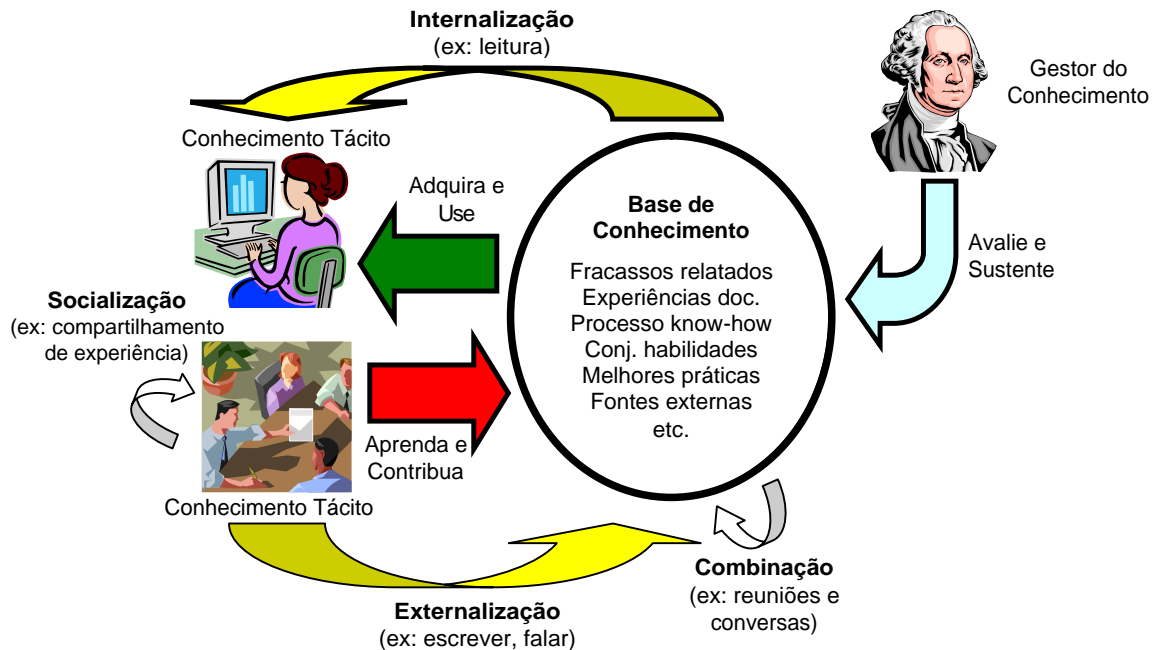 Internalização
(ex: leitura)
Gestor do
Conhecimento
Conhecimento Tácito
Adquira e
Use
Base de
Conhecimento
Fracassos relatados
Experiências doc.
Processo know-how
Conj. habilidades
Melhores práticas
Fontes externas
etc.
Avalie e
Sustente
Socialização
(ex: compartilhamento
de experiência)
Aprenda e
Contribua
Conhecimento Tácito
Combinação
(ex: reuniões e
conversas)
Externalização
(ex: escrever, falar)